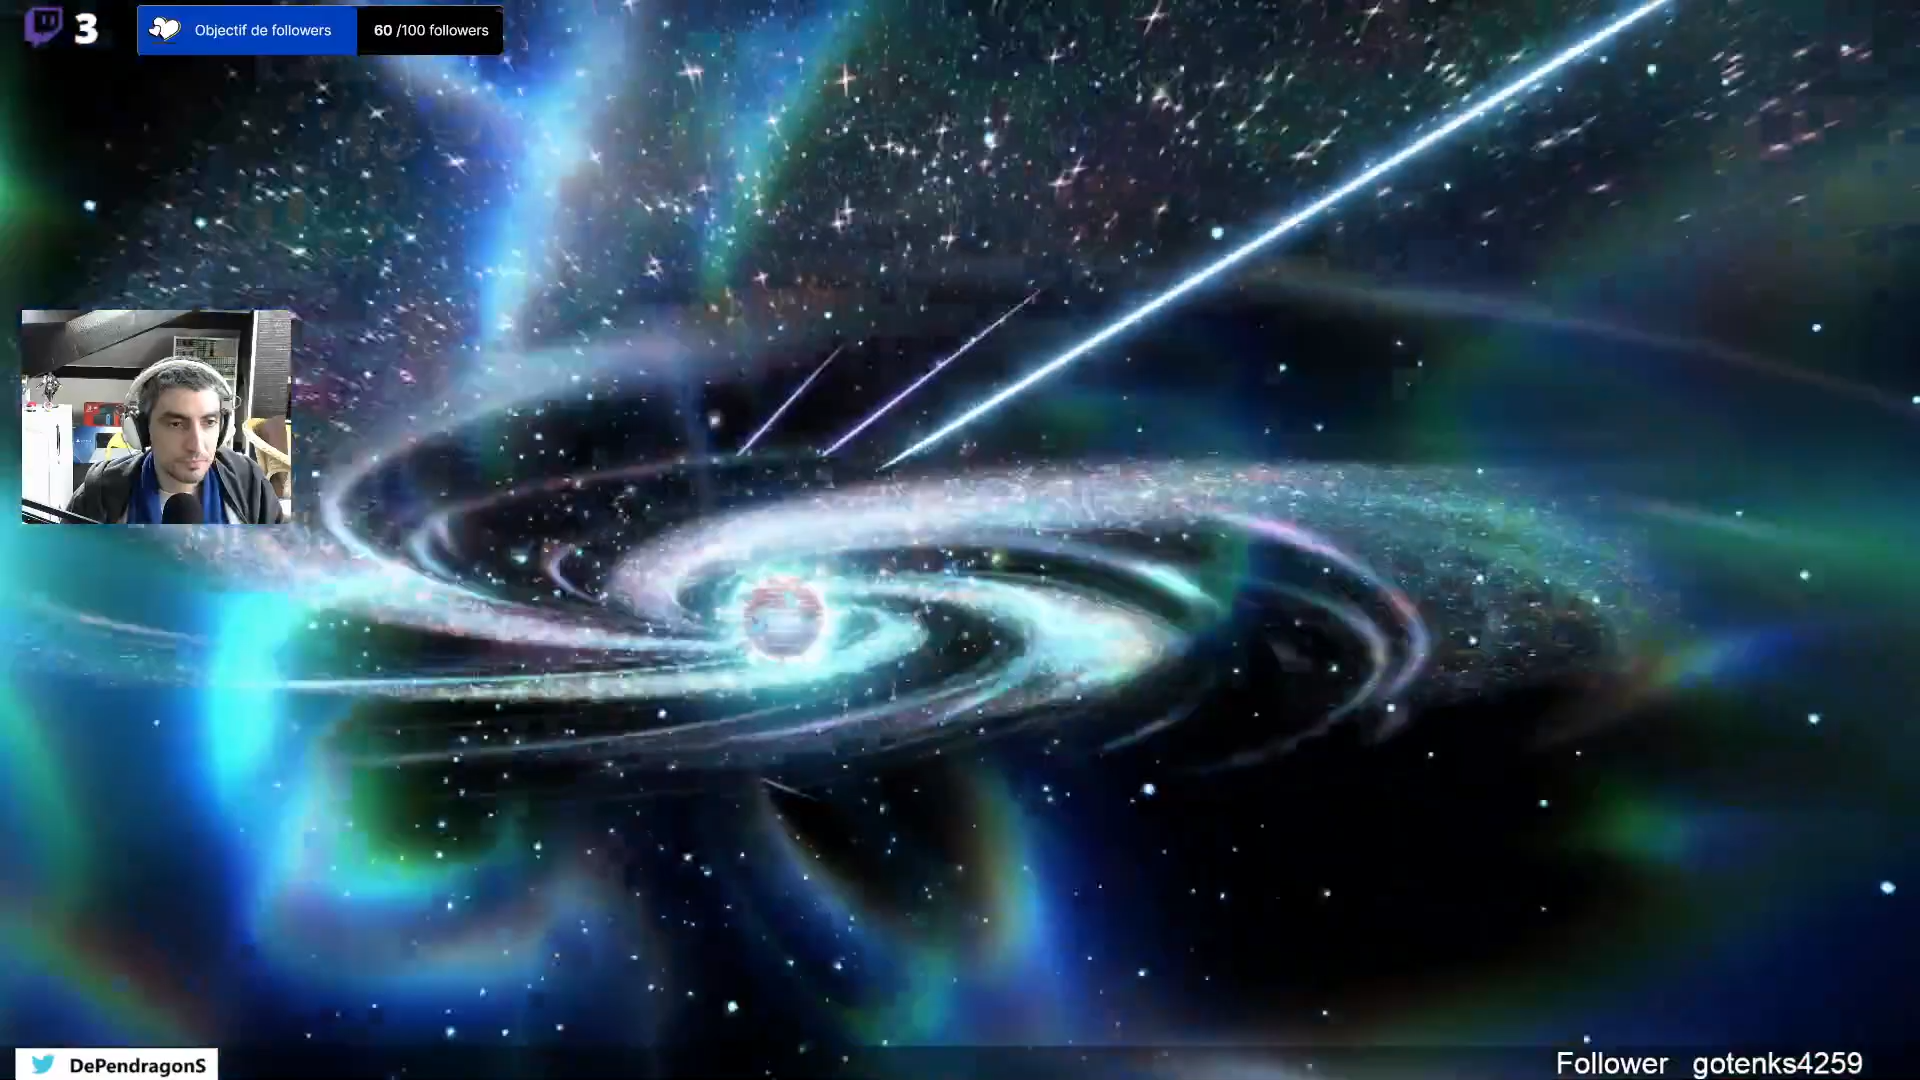 3
Objectif de followers
60 /100 followers
DePendragonS
Follower gotenks4259